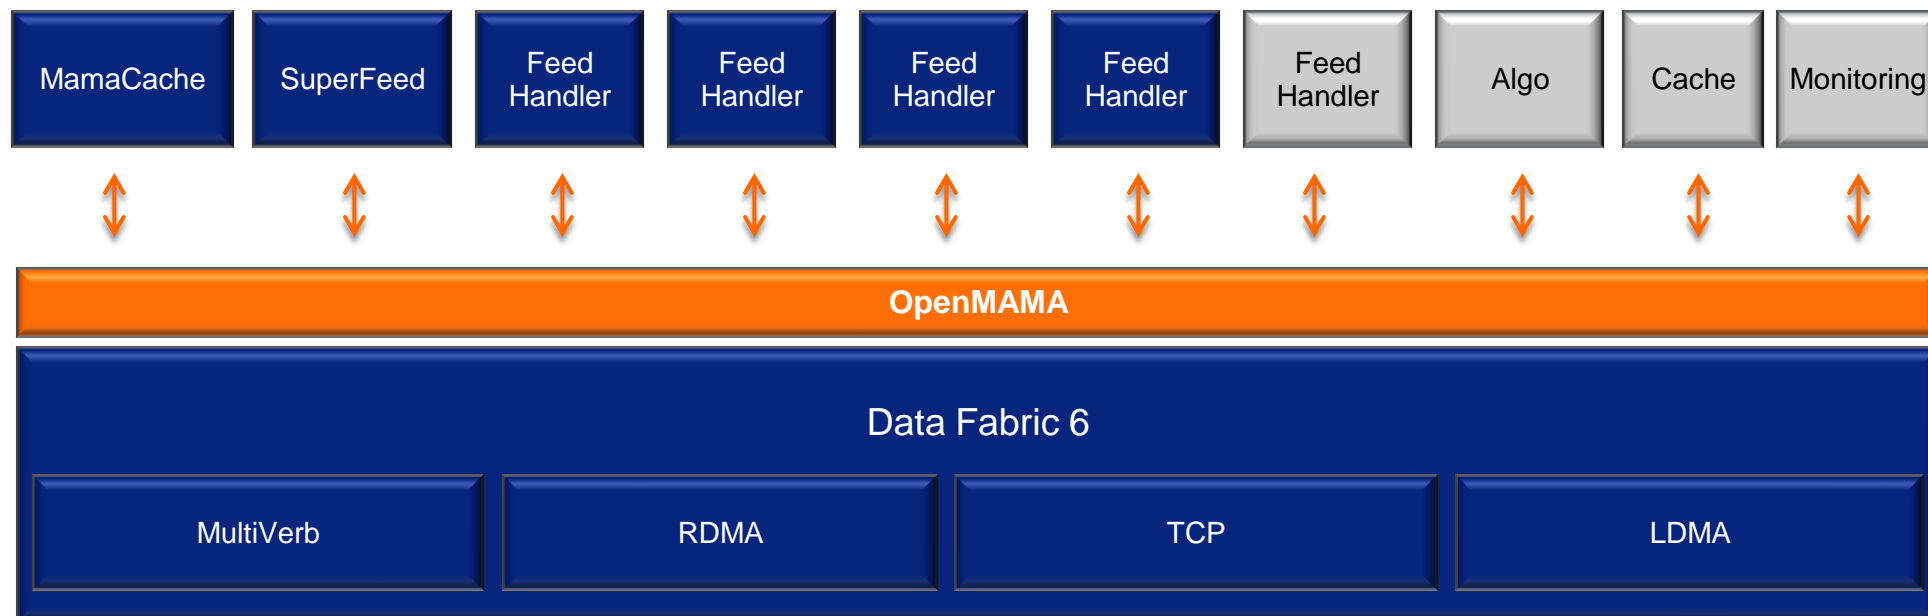 MamaCache
SuperFeed
Feed
Handler
Feed
Handler
Feed
Handler
Feed
Handler
Feed
Handler
Algo
Cache
Monitoring
OpenMAMA
Data Fabric 6
MultiVerb
RDMA
TCP
LDMA